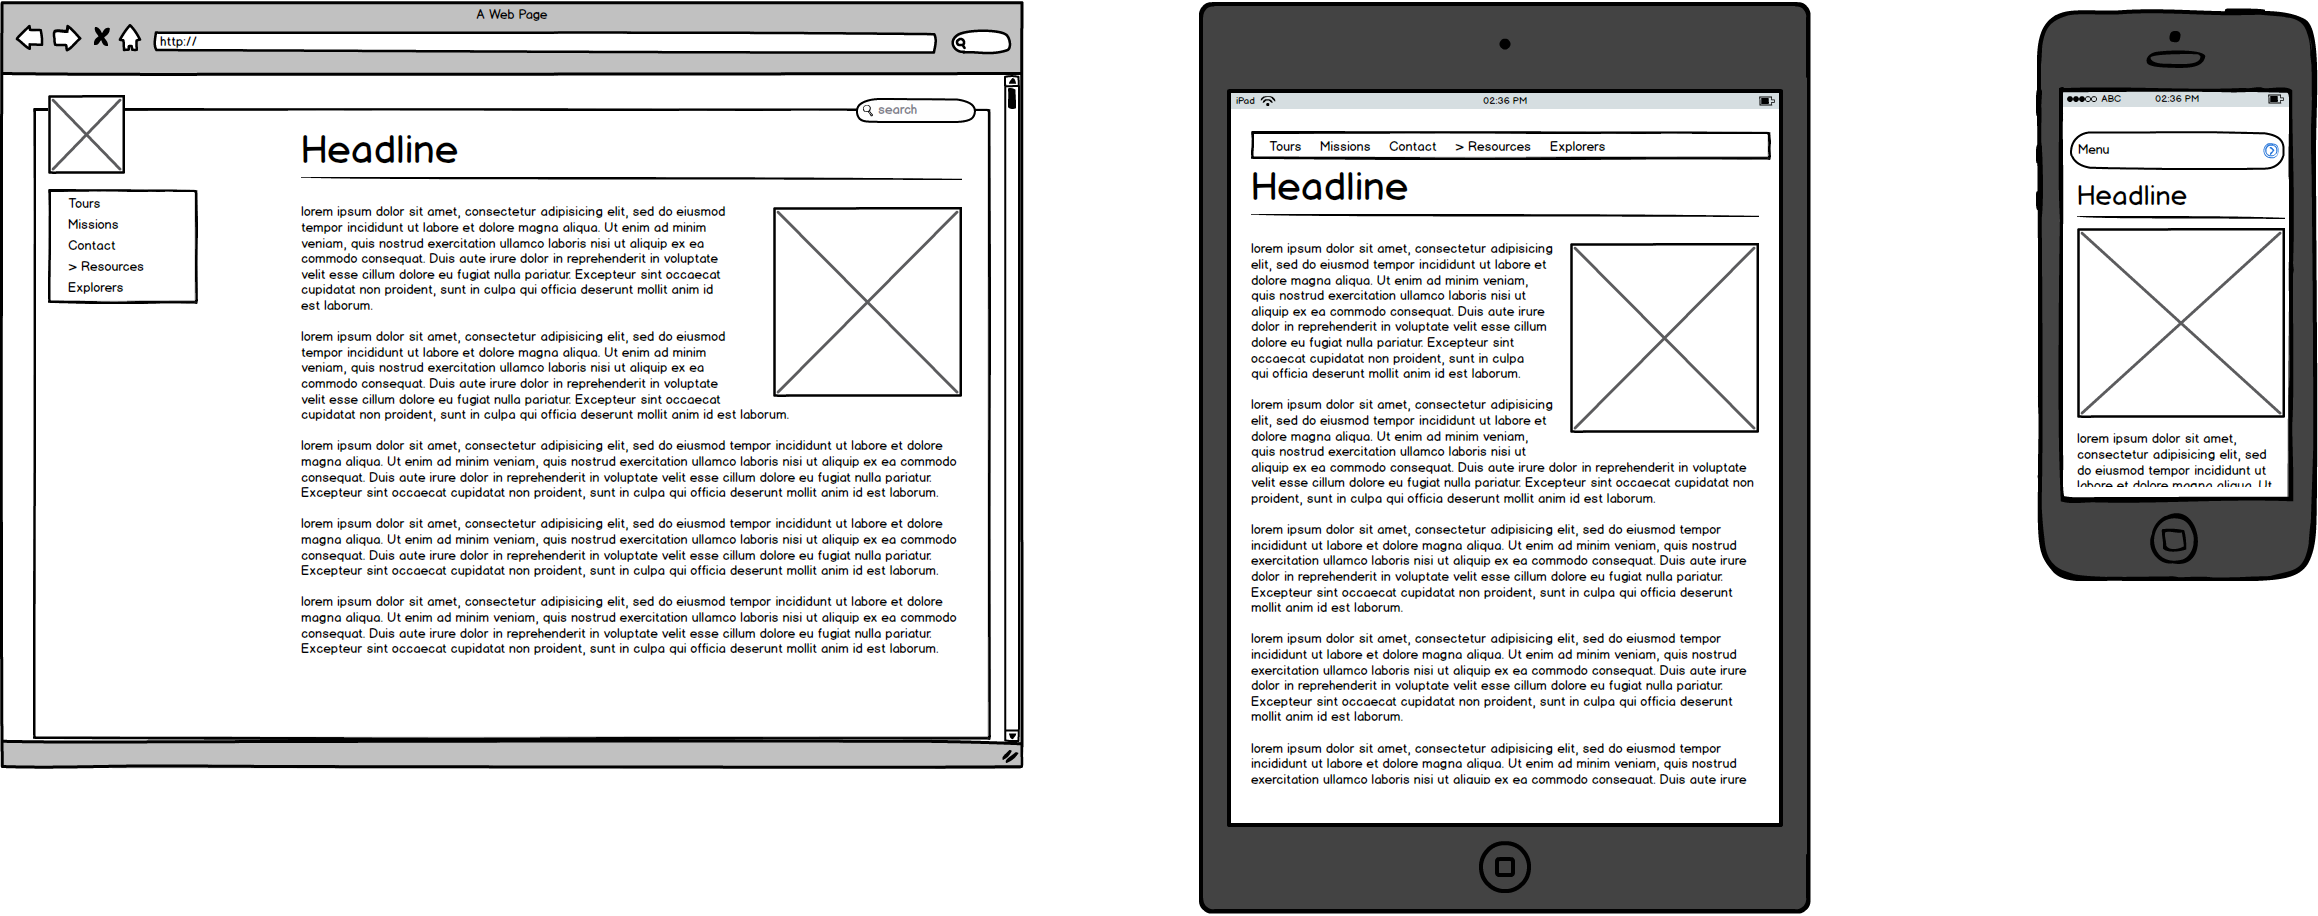 A Web Page
http://
search
Headline
Tours
Missions
Contact
> Resources
Explorers
lorem ipsum dolor sit amet, consectetur adipisicing elit, sed do eiusmod
tempor incididunt ut labore et dolore magna aliqua. Ut enim ad minim
veniam, quis nostrud exercitation ullamco laboris nisi ut aliquip ex ea
commodo consequat. Duis aute irure dolor in reprehenderit in voluptate
velit esse cillum dolore eu fugiat nulla pariatur. Excepteur sint occaecat
cupidatat non proident, sunt in culpa qui officia deserunt mollit anim id
est laborum.
lorem ipsum dolor sit amet, consectetur adipisicing elit, sed do eiusmod
tempor incididunt ut labore et dolore magna aliqua. Ut enim ad minim
veniam, quis nostrud exercitation ullamco laboris nisi ut aliquip ex ea
commodo consequat. Duis aute irure dolor in reprehenderit in voluptate
velit esse cillum dolore eu fugiat nulla pariatur. Excepteur sint occaecat
cupidatat non proident, sunt in culpa qui officia deserunt mollit anim id est laborum.
lorem ipsum dolor sit amet, consectetur adipisicing elit, sed do eiusmod tempor incididunt ut labore et dolore
magna aliqua. Ut enim ad minim veniam, quis nostrud exercitation ullamco laboris nisi ut aliquip ex ea commodo
consequat. Duis aute irure dolor in reprehenderit in voluptate velit esse cillum dolore eu fugiat nulla pariatur.
Excepteur sint occaecat cupidatat non proident, sunt in culpa qui officia deserunt mollit anim id est laborum.
lorem ipsum dolor sit amet, consectetur adipisicing elit, sed do eiusmod tempor incididunt ut labore et dolore
magna aliqua. Ut enim ad minim veniam, quis nostrud exercitation ullamco laboris nisi ut aliquip ex ea commodo
consequat. Duis aute irure dolor in reprehenderit in voluptate velit esse cillum dolore eu fugiat nulla pariatur.
Excepteur sint occaecat cupidatat non proident, sunt in culpa qui officia deserunt mollit anim id est laborum.
lorem ipsum dolor sit amet, consectetur adipisicing elit, sed do eiusmod tempor incididunt ut labore et dolore
magna aliqua. Ut enim ad minim veniam, quis nostrud exercitation ullamco laboris nisi ut aliquip ex ea commodo
consequat. Duis aute irure dolor in reprehenderit in voluptate velit esse cillum dolore eu fugiat nulla pariatur.
Excepteur sint occaecat cupidatat non proident, sunt in culpa qui officia deserunt mollit anim id est laborum.
iPad 02:36 PM
Tours Missions Contact > Resources Explorers
Headline
lorem ipsum dolor sit amet, consectetur adipisicing
elit, sed do eiusmod tempor incididunt ut labore et
dolore magna aliqua. Ut enim ad minim veniam,
quis nostrud exercitation ullamco laboris nisi ut
aliquip ex ea commodo consequat. Duis aute irure
dolor in reprehenderit in voluptate velit esse cillum
dolore eu fugiat nulla pariatur. Excepteur sint
occaecat cupidatat non proident, sunt in culpa
qui officia deserunt mollit anim id est laborum.
lorem ipsum dolor sit amet, consectetur adipisicing
elit, sed do eiusmod tempor incididunt ut labore et
dolore magna aliqua. Ut enim ad minim veniam,
quis nostrud exercitation ullamco laboris nisi ut
aliquip ex ea commodo consequat. Duis aute irure dolor in reprehenderit in voluptate
velit esse cillum dolore eu fugiat nulla pariatur. Excepteur sint occaecat cupidatat non
proident, sunt in culpa qui officia deserunt mollit anim id est laborum.
lorem ipsum dolor sit amet, consectetur adipisicing elit, sed do eiusmod tempor
incididunt ut labore et dolore magna aliqua. Ut enim ad minim veniam, quis nostrud
exercitation ullamco laboris nisi ut aliquip ex ea commodo consequat. Duis aute irure
dolor in reprehenderit in voluptate velit esse cillum dolore eu fugiat nulla pariatur.
Excepteur sint occaecat cupidatat non proident, sunt in culpa qui officia deserunt
mollit anim id est laborum.
lorem ipsum dolor sit amet, consectetur adipisicing elit, sed do eiusmod tempor
incididunt ut labore et dolore magna aliqua. Ut enim ad minim veniam, quis nostrud
exercitation ullamco laboris nisi ut aliquip ex ea commodo consequat. Duis aute irure
dolor in reprehenderit in voluptate velit esse cillum dolore eu fugiat nulla pariatur.
Excepteur sint occaecat cupidatat non proident, sunt in culpa qui officia deserunt
mollit anim id est laborum.
lorem ipsum dolor sit amet, consectetur adipisicing elit, sed do eiusmod tempor
incididunt ut labore et dolore magna aliqua. Ut enim ad minim veniam, quis nostrud
exercitation ullamco laboris nisi ut aliquip ex ea commodo consequat. Duis aute irure
ABC 02:36 PM
Menu
Headline
lorem ipsum dolor sit amet,
consectetur adipisicing elit, sed
do eiusmod tempor incididunt ut
labore et dolore magna aliqua. Ut